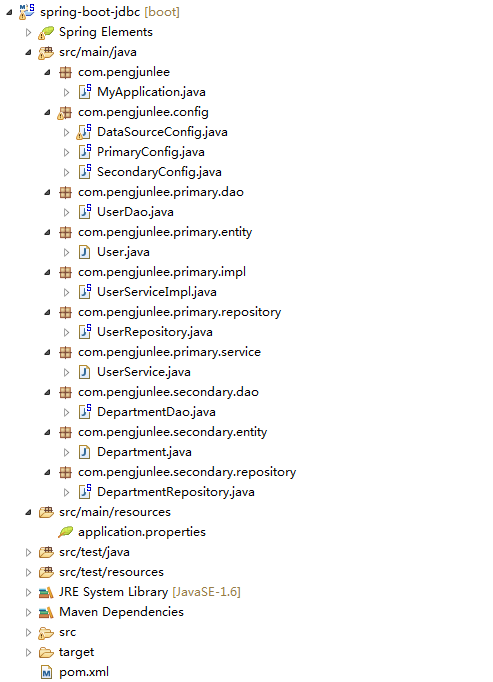 spring-boot-jdbc [boot]
Spring Elements
src/main/java
com.pengjunlee
MyApplication.java
com.pengjunlee.config
DataSourceConfig.java
PrimaryConfig.java
SecondaryConfig.java
com.pengjunlee.primary.dao
UserDao.java
com.pengjunlee.primary.entity
User.java
com.pengjunlee.primary.impl
UserServiceImpl.java
com.pengjunlee.primary.repository
UserRepository.java
com.pengjunlee.primary.service
UserService.java
com.pengjunlee.secondary.dao
DepartmentDao.java
com.pengjunlee.secondary.entity
Department.java
com.pengjunlee.secondary.repository
DepartmentRepository.java
src/main/resources
application.properties
src/test/java
src/test/resources
JRE System Library [JavaSE-1.6]
Maven Dependencies
src
target
pom.xml